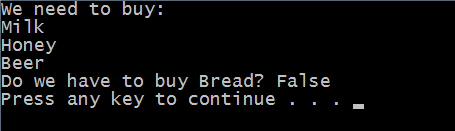 We need to buy:
Milk
Honey
Beer
Do we have to buy Bread? False
Press any key to continue . . .